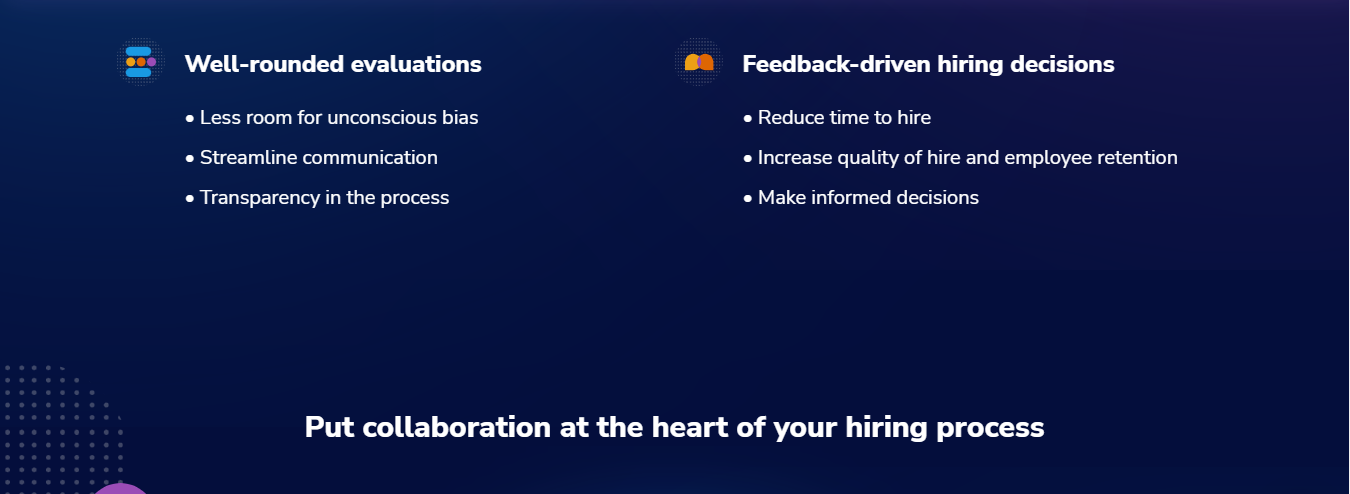 Well-rounded evaluations
• Less room for unconscious bias
• Streamline communication
• Transparency in the process
Feedback-driven hiring decisions
• Reduce time to hire
• Increase quality of hire and employee retention
• Make informed decisions
Put collaboration at the heart of your hiring process